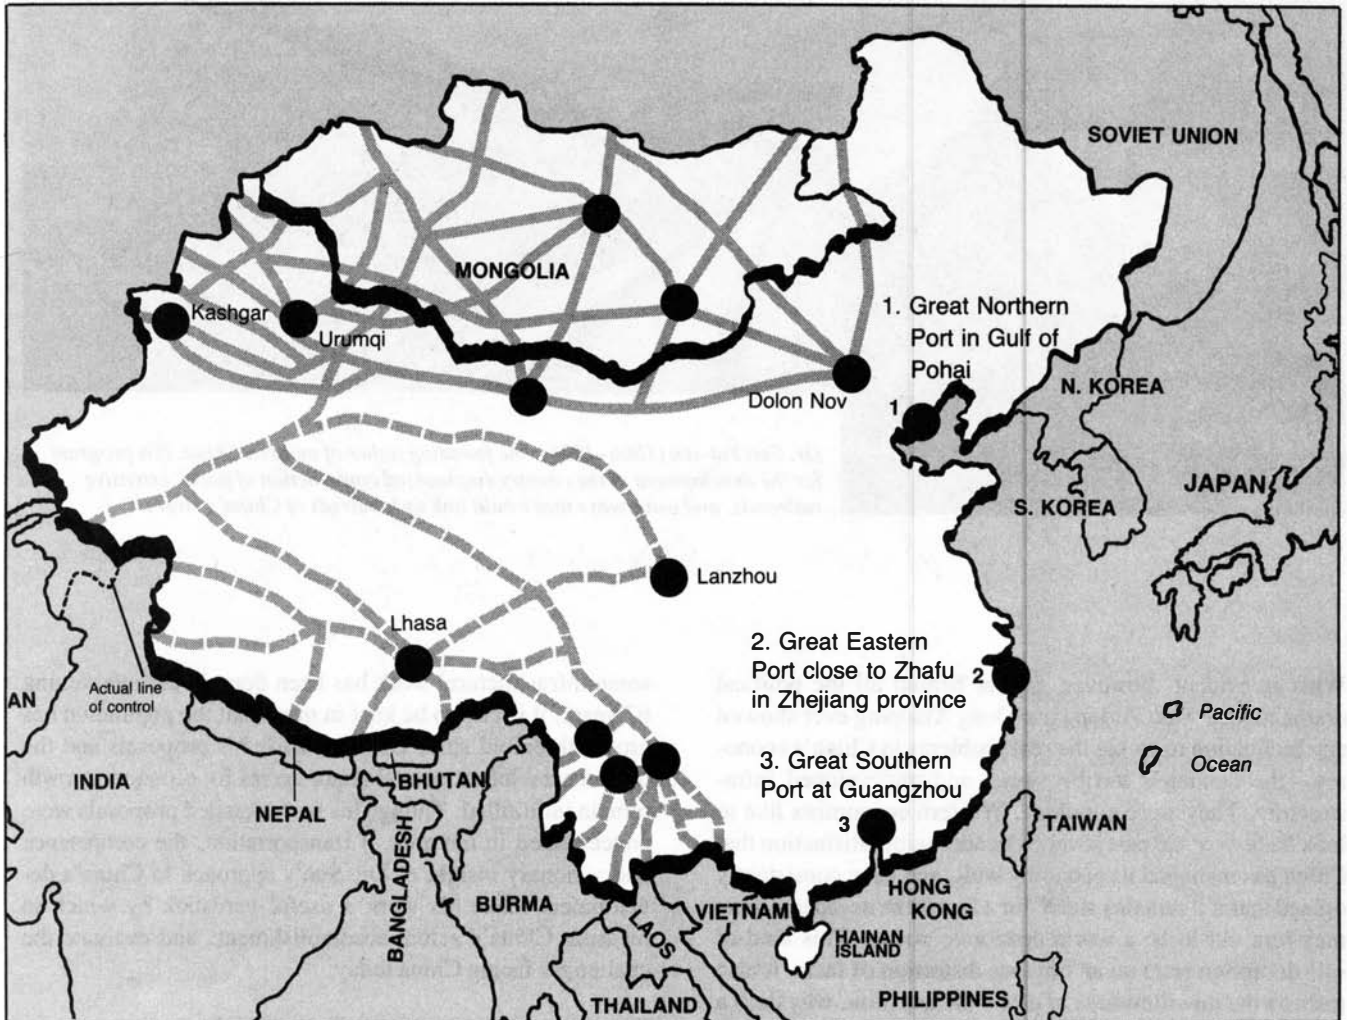 SOVIET UNION
MONGOLIA
Kashgar
Urumqi
1. Great Northern
Port in Gulf of
Pohai
N. KOREA
Dolon Nov
1
JAPAN
S. KOREA
Lanzhou
Lhasa
2. Great Eastern
Port close to Zhafu
in Zhejiang province
2
Actual line
of control
AN
Pacific
Ocean
INDIA
BHUTAN
3. Great Southern
Port at Guangzhou
NEPAL
3
TAIWAN
BANGLADESH
BURMA
VIETNAM
HONG
KONG
LAOS
HAINAN
ISLAND
THAILAND
PHILIPPINES